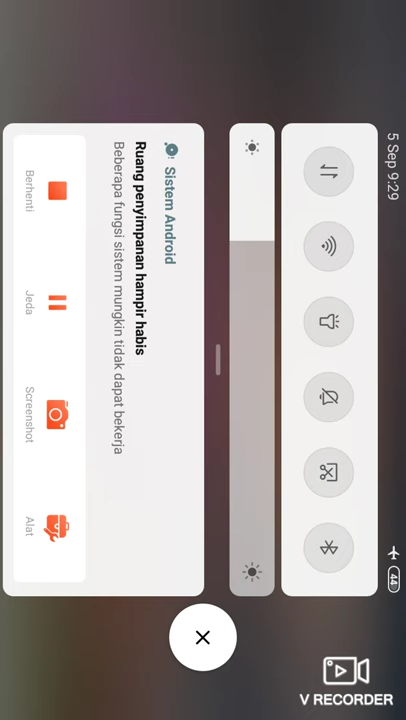 5 Sep 9:29
44
Sistem Android
Ruang penyimpanan hampir habis
Beberapa fungsi sistem mungkin tidak dapat bekerja
Berhenti
Jeda
Screenshot
Alat
V RECORDER